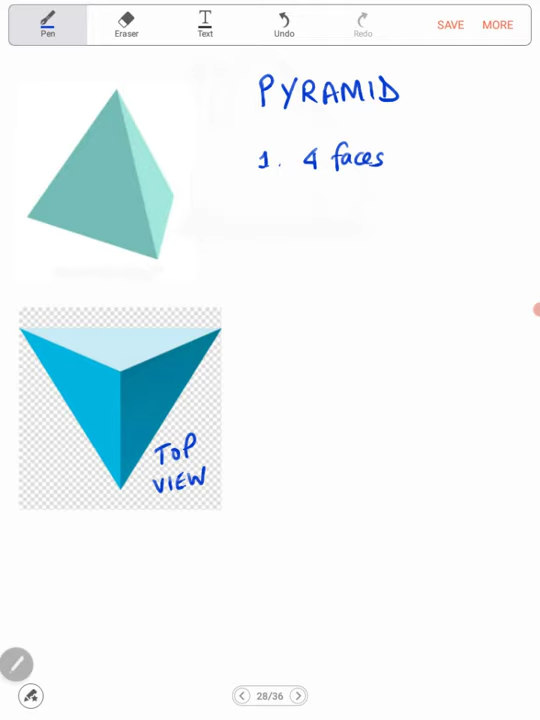 Pen Eraser Text Undo Redo SAVE MORE
PYRAMID
1. 4 faces
TOP
VIEW
28/36